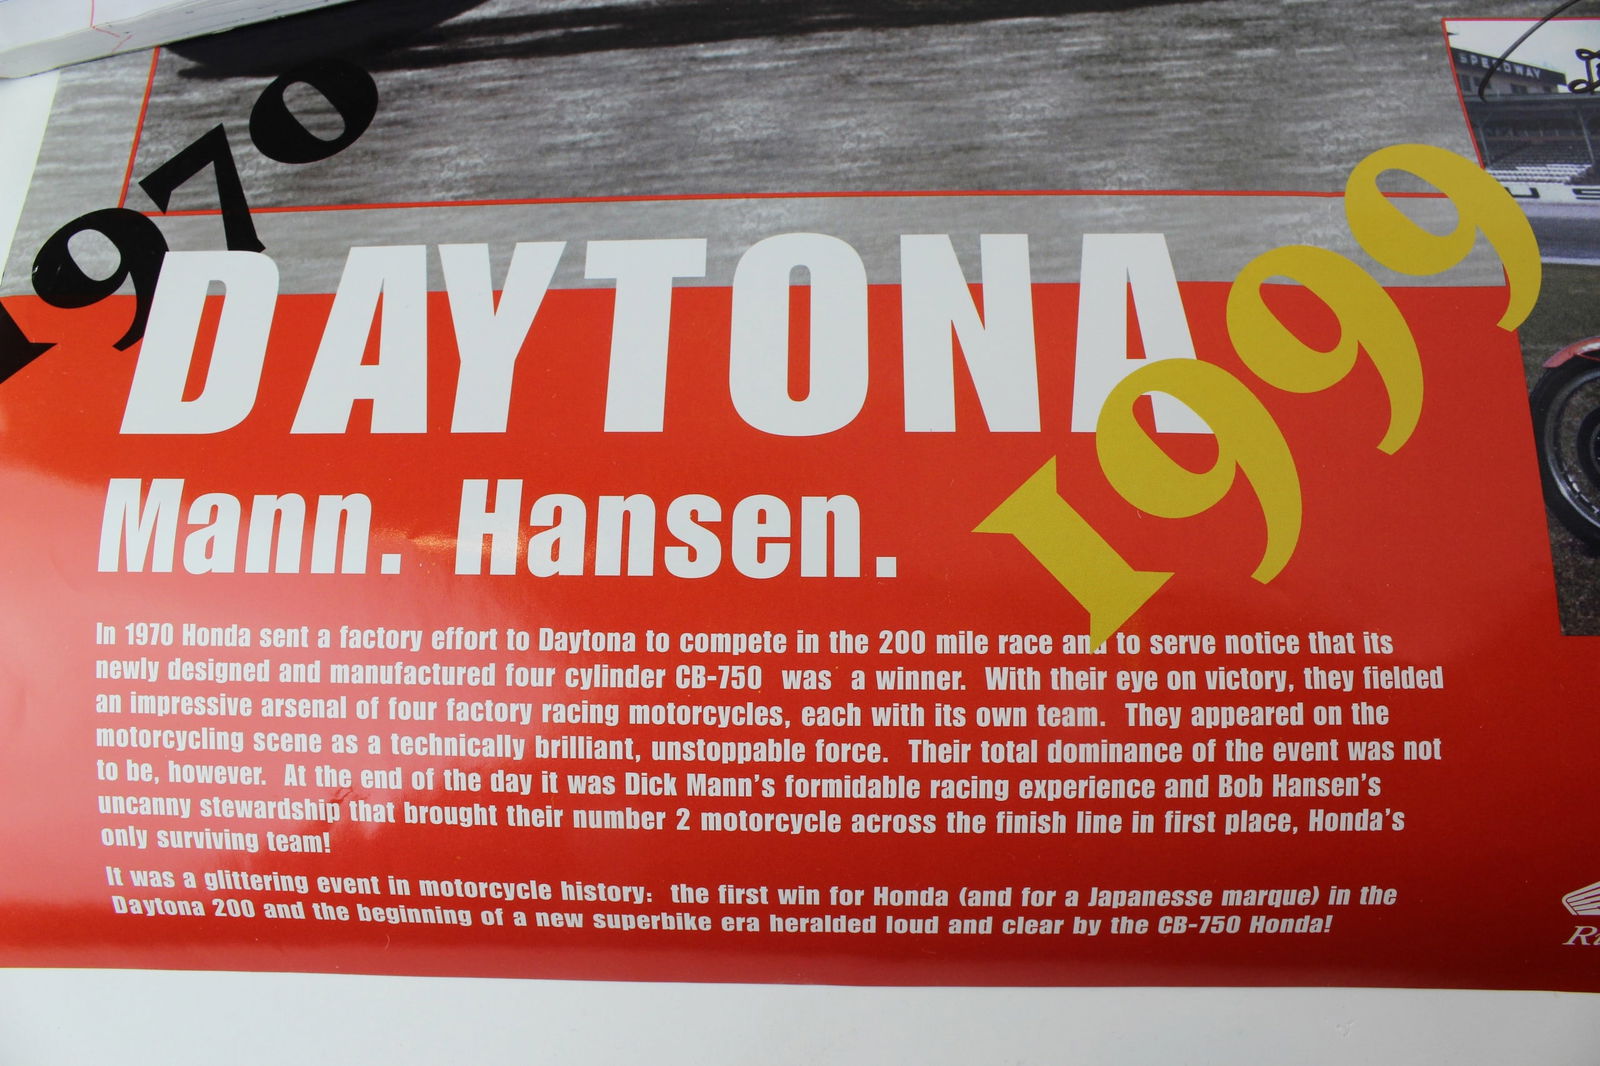 SPEEDWAY
1970
DAYTONA
1999
Mann. Hansen.
In 1970 Honda sent a factory effort to Daytona to compete in the 200 mile race and to serve notice that its
newly designed and manufactured four cylinder CB-750 was a winner. With their eye on victory, they fielded
an impressive arsenal of four factory racing motorcycles, each with its own team. They appeared on the
motorcycling scene as a technically brilliant, unstoppable force. Their total dominance of the event was not
to be, however. At the end of the day it was Dick Mann's formidable racing experience and Bob Hansen's
uncanny stewardship that brought their number 2 motorcycle across the finish line in first place, Honda's
only surviving team!
It was a glittering event in motorcycle history: the first win for Honda (and for a Japanesse marque) in the
Daytona 200 and the beginning of a new superbike era heralded loud and clear by the CB-750 Honda!